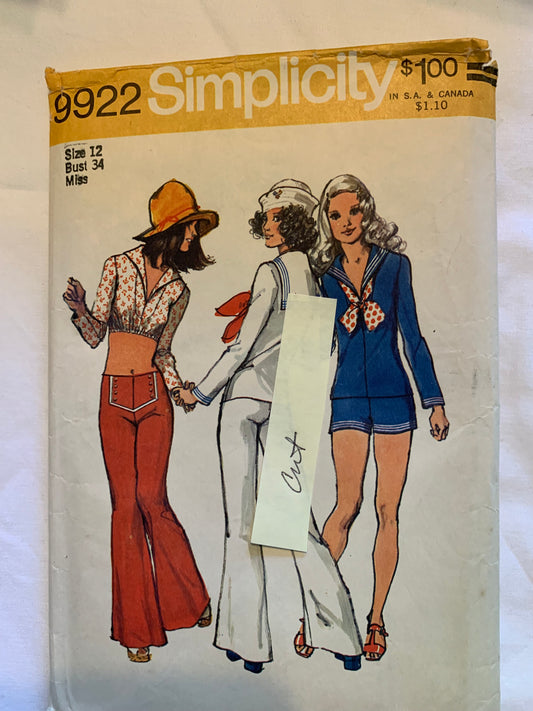 9922 Simplicity $1.00
IN S.A. & CANADA
$1.10
Size 12
Bust 34
Miss
Cut